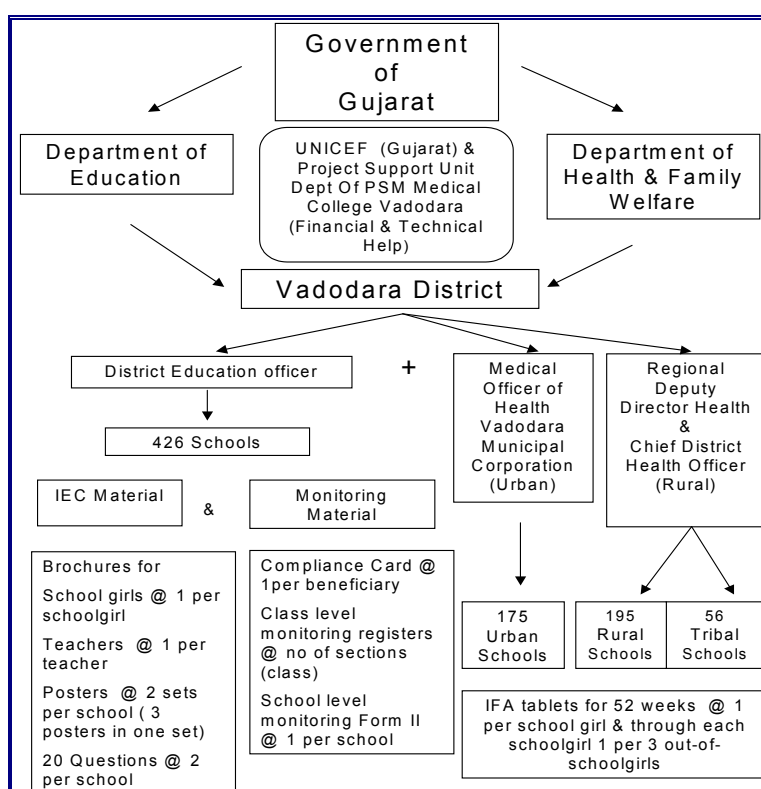 Government
of
Gujarat
Department of
Education
UNICEF (Gujarat) &
Project Support Unit
Dept Of PSM Medical
College Vadodara
(Financial & Technical
Help)
Department of
Health & Family
Welfare
Vadodara District
District Education officer
+
Medical
Officer of
Health
Vadodara
Municipal
Corporation
(Urban)
Regional
Deputy
Director Health
&
Chief District
Health Officer
(Rural)
426 Schools
IEC Material
&
Monitoring
Material
Brochures for
School girls @ 1 per
schoolgirl
Teachers @ 1 per
teacher
Posters @ 2 sets
per school ( 3
posters in one set)
20 Questions @ 2
per school
Compliance Card @
1per beneficiary
Class level
monitoring registers
@ no of sections
(class)
School level
monitoring Form II
@ 1 per school
175
Urban
Schools
195
Rural
Schools
56
Tribal
Schools
IFA tablets for 52 weeks @ 1
per school girl & through each
schoolgirl 1 per 3 out-of-
schoolgirls